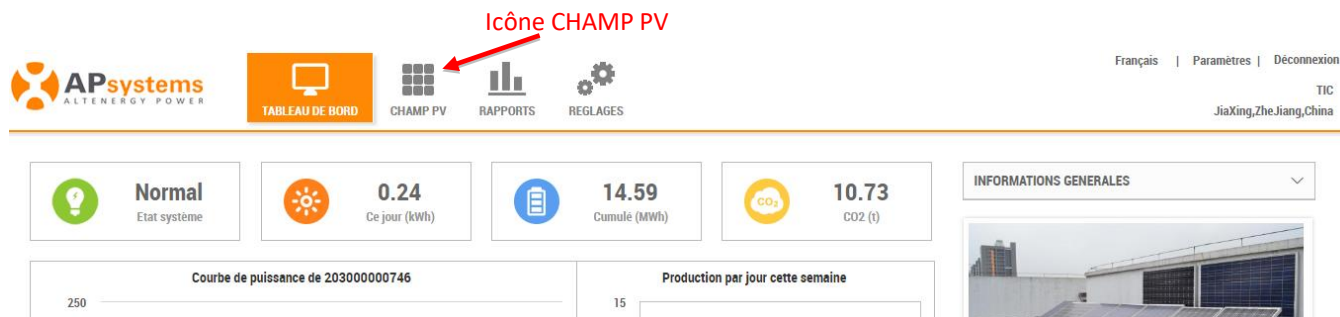 Icône CHAMP PV
APsystems
ALTENERGY POWER
TABLEAU DE BORD
CHAMP PV
RAPPORTS
REGLAGES
Français | Paramètres | Déconnexion
TIC
JiaXing,ZheJiang,China
Normal
Etat système
0.24
Ce jour (kWh)
14.59
Cumulé (MWh)
CO2
10.73
CO2 (t)
INFORMATIONS GENERALES
Courbe de puissance de 203000000746
250
Production par jour cette semaine
15